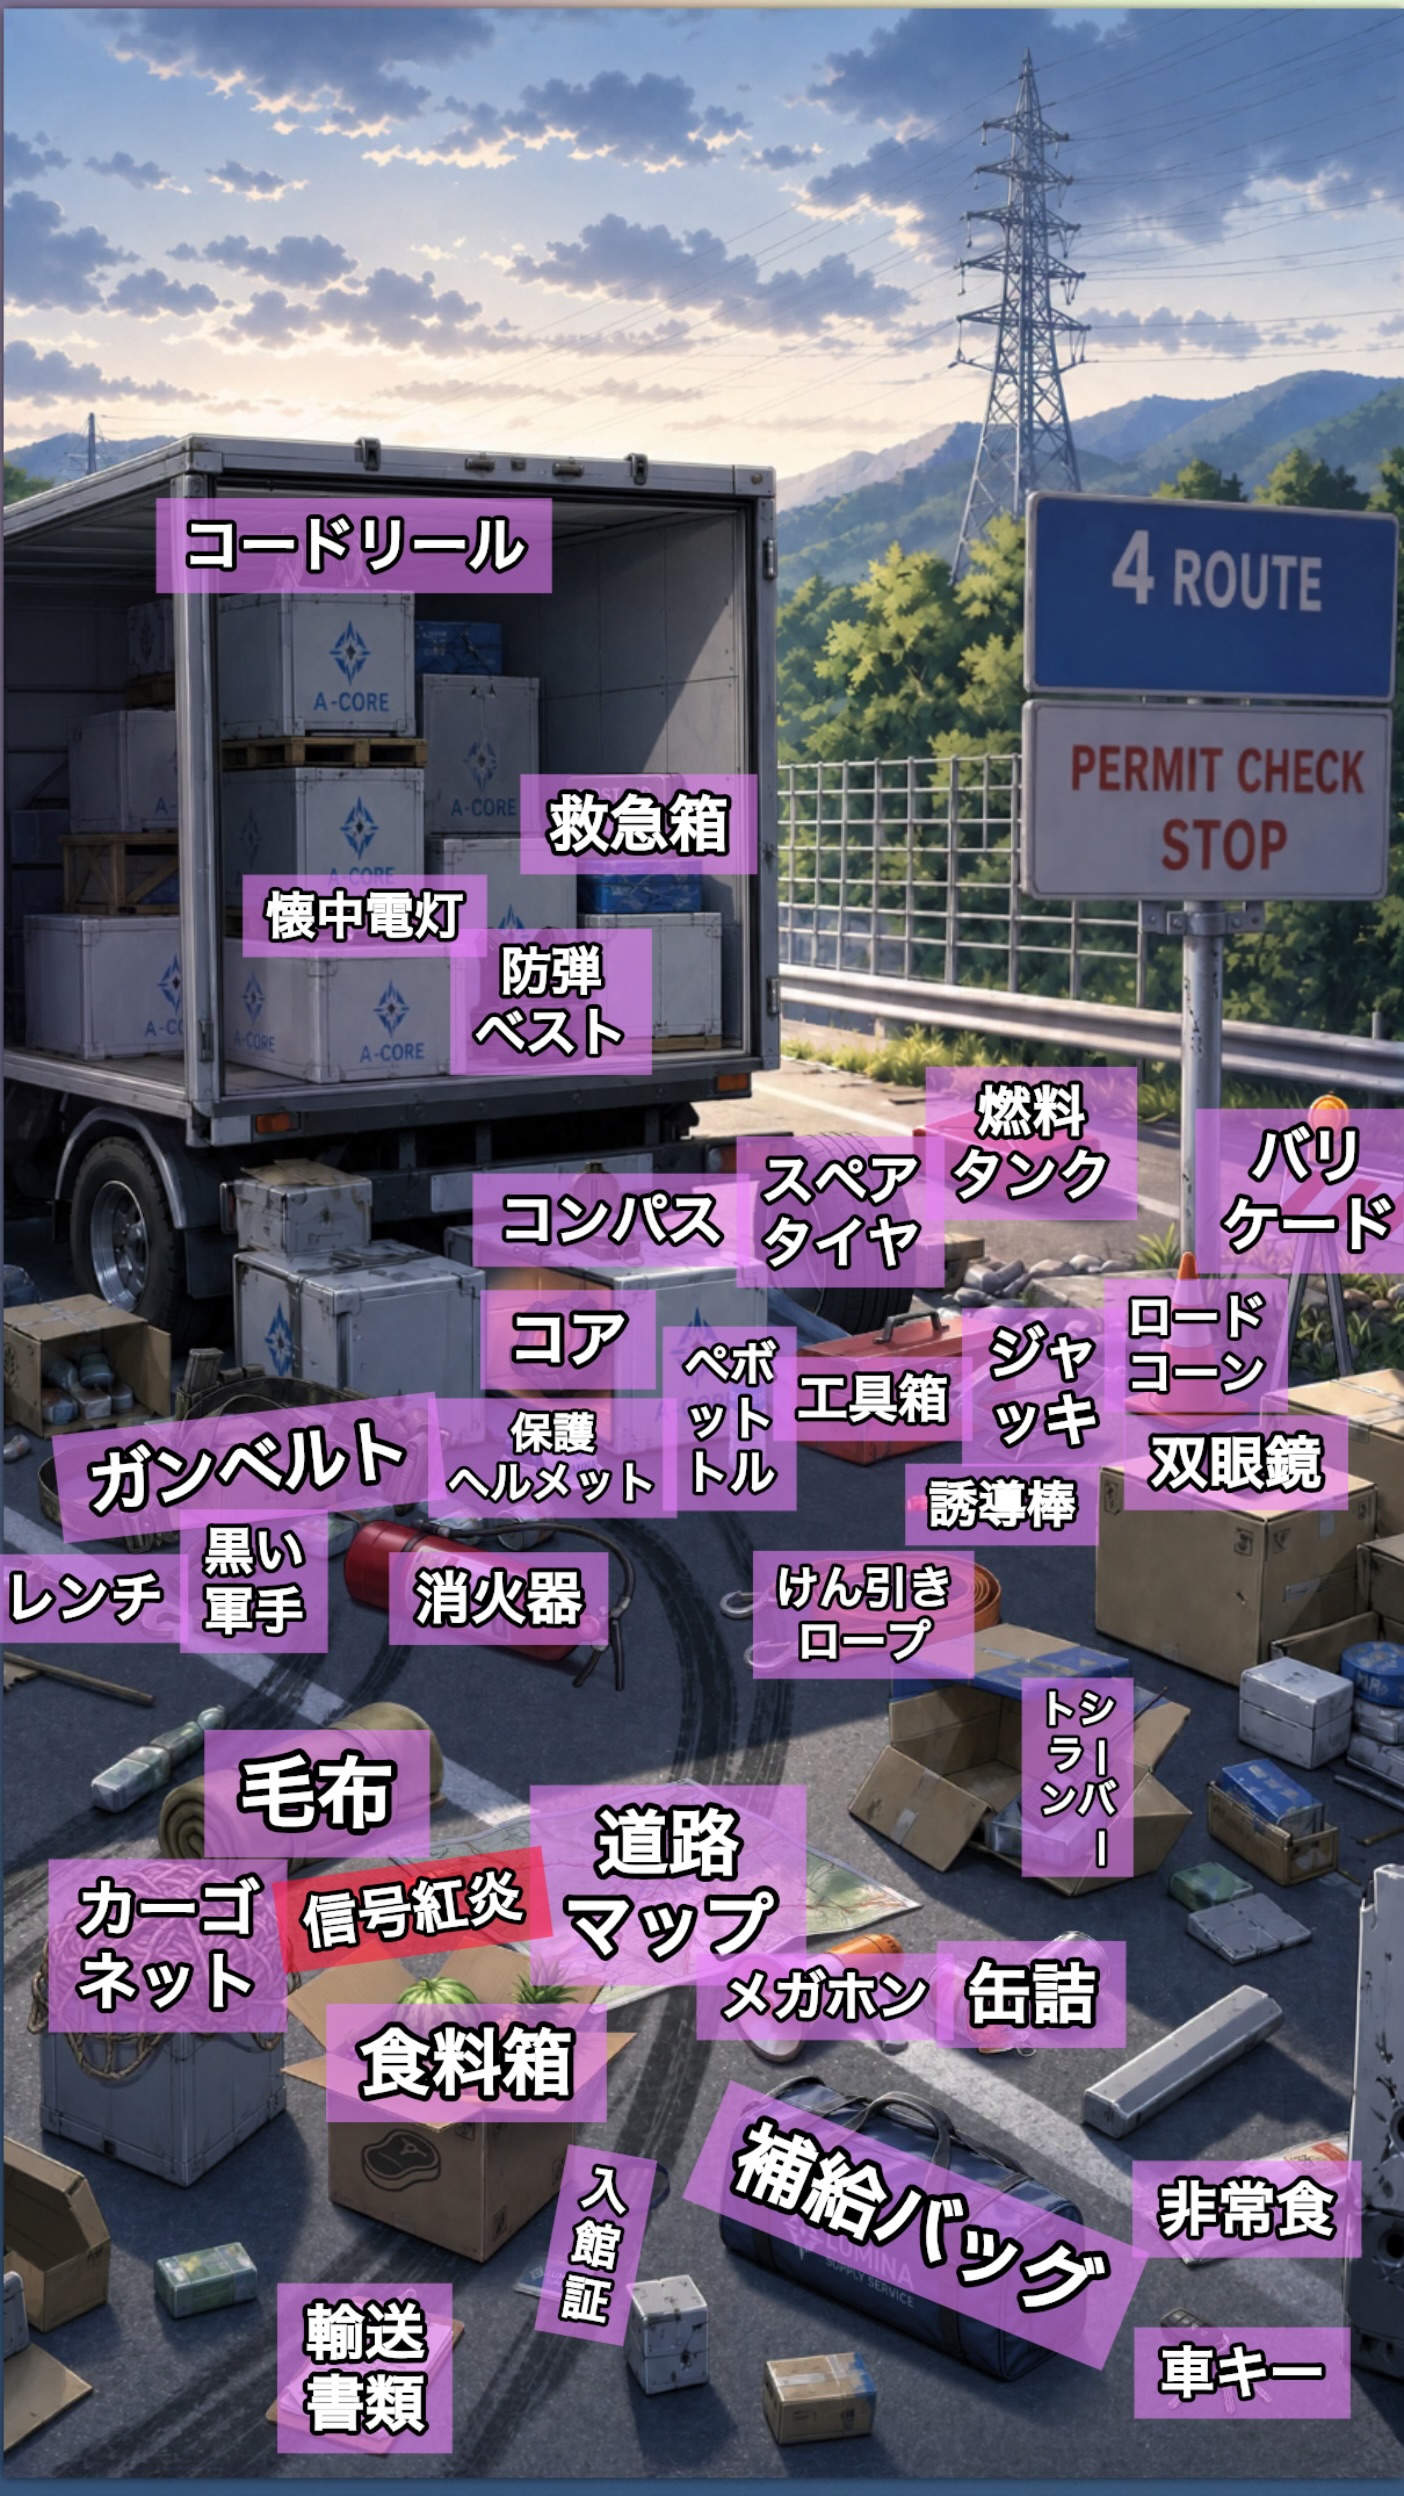 コードリール
4 ROUTE
A-CORE
PERMIT CHECK
STOP
A-CORE
救急箱
A-CORE
懐中電灯
防弾
ベスト
A-CORE
A-CORE
燃料
タンク
バリ
ケード
スペア
タイヤ
コンパス
ロード
コーン
コア
ジャ
ッキ
ペボ
ット
トル
工具箱
保護
ヘルメット
双眼鏡
ガンベルト
誘導棒
黒い
軍手
レンチ
消火器
けん引き
ロープ
シーバー
トラン
毛布
道路
マップ
カーゴ
ネット
信号紅炎
メガホン
缶詰
食料箱
補給バッグ
LUMINA
SUPPLY SERVICE
入館証
非常食
輸送
書類
車キー